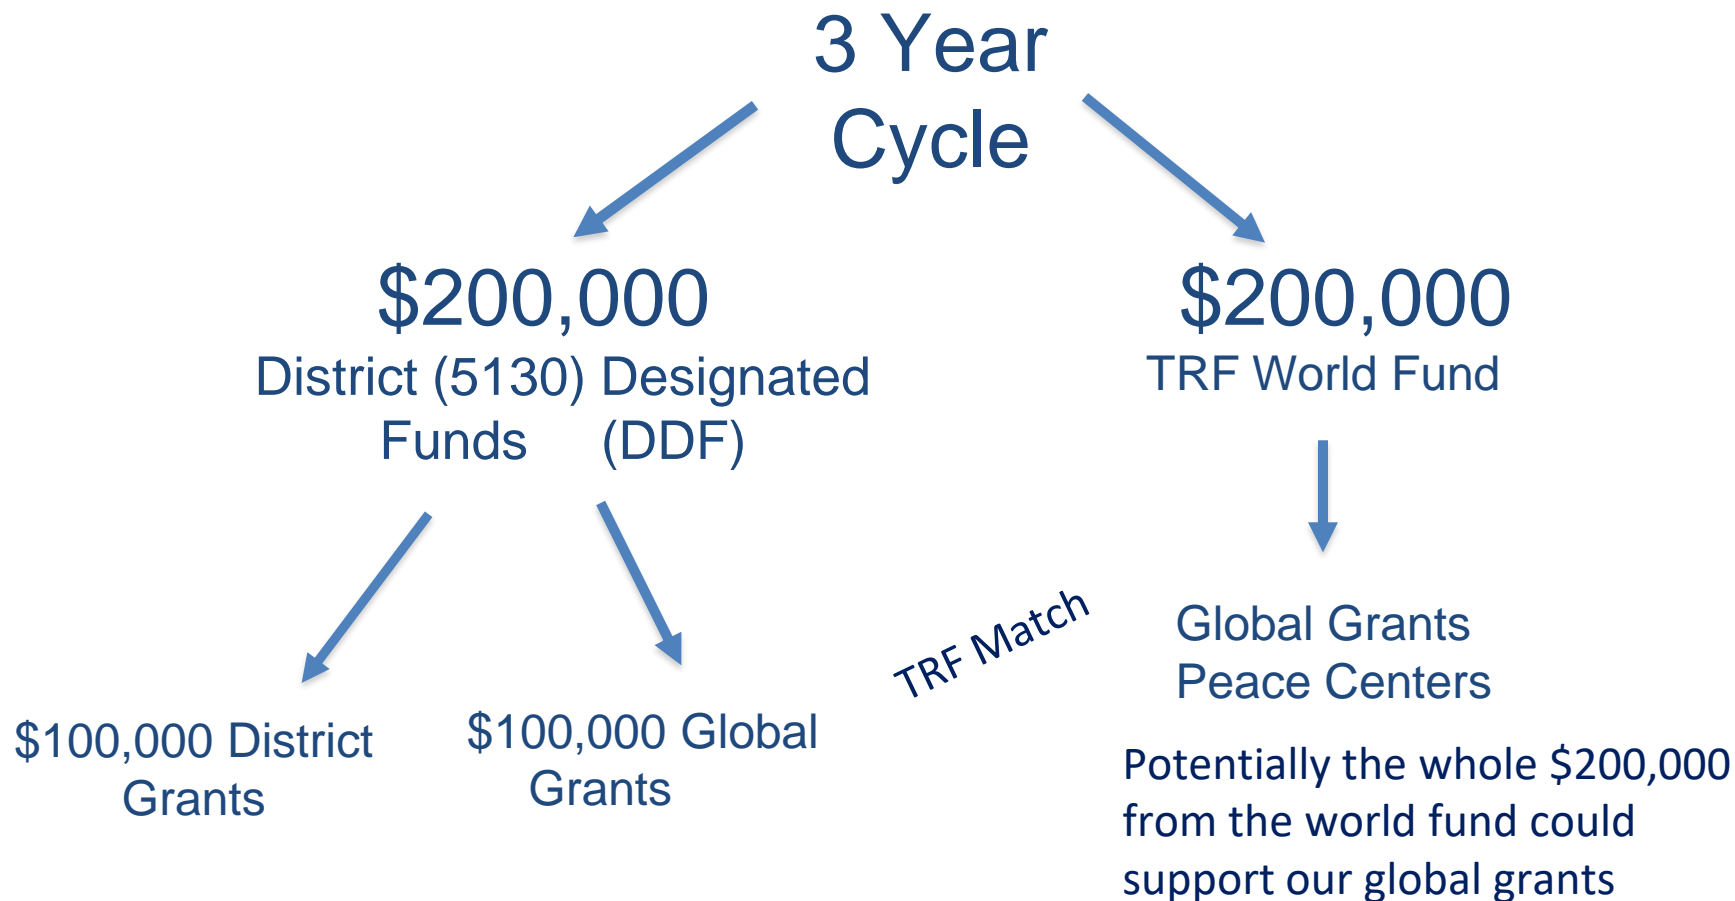 3 Year
Cycle
$200,000
District (5130) Designated
Funds (DDF)
$200,000
TRF World Fund
$100,000 District
Grants
$100,000 Global
Grants
TRF Match
Global Grants
Peace Centers
Potentially the whole $200,000
from the world fund could
support our global grants